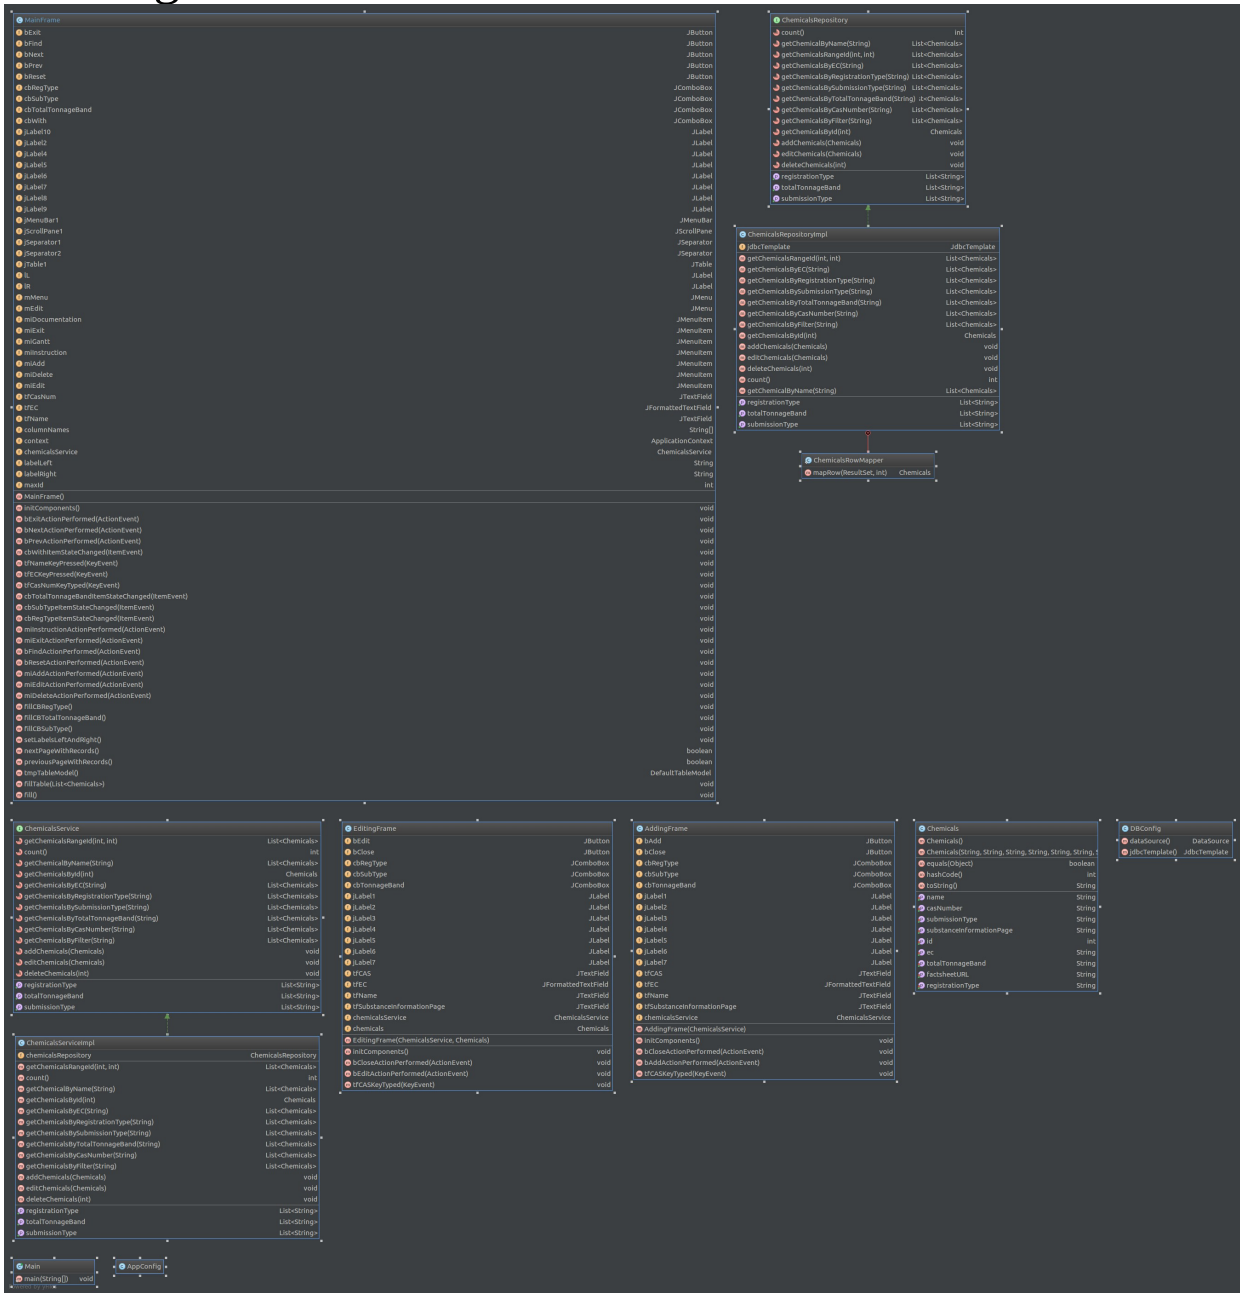 MainFrame
bExit JButton
bFind JButton
bNext JButton
bPrev JButton
bReset JButton
cbRegType JComboBox
cbSubType JComboBox
cbTotalTonnageBand JComboBox
cbWith JComboBox
jLabel10 JLabel
jLabel2 JLabel
jLabel4 JLabel
jLabel5 JLabel
jLabel6 JLabel
jLabel7 JLabel
jLabel8 JLabel
jLabel9 JLabel
jMenuBar1 JMenuBar
jScrollPane1 JScrollPane
jSeparator1 JSeparator
jSeparator2 JSeparator
jTable1 JTable
lL JLabel
lR JLabel
mMenu JMenu
mEdit JMenu
miDocumentation JMenuItem
miExit JMenuItem
miGantt JMenuItem
miInstruction JMenuItem
miAdd JMenuItem
miDelete JMenuItem
miEdit JMenuItem
tfCasNum JTextField
tfEC JFormattedTextField
tfName JTextField
columnNames String[]
context ApplicationContext
chemicalsService ChemicalsService
labelLeft String
labelRight String
maxId int
MainFrame()
initComponents() void
bExitActionPerformed(ActionEvent) void
bNextActionPerformed(ActionEvent) void
bPrevActionPerformed(ActionEvent) void
cbWithItemStateChanged(ItemEvent) void
tfNameKeyPressed(KeyEvent) void
tfECKeyPressed(KeyEvent) void
tfCasNumKeyTyped(KeyEvent) void
cbTotalTonnageBandItemStateChanged(ItemEvent) void
cbSubTypeItemStateChanged(ItemEvent) void
cbRegTypeItemStateChanged(ItemEvent) void
miInstructionActionPerformed(ActionEvent) void
miExitActionPerformed(ActionEvent) void
bFindActionPerformed(ActionEvent) void
bResetActionPerformed(ActionEvent) void
miAddActionPerformed(ActionEvent) void
miEditActionPerformed(ActionEvent) void
miDeleteActionPerformed(ActionEvent) void
fillCBRegType() void
fillCBTotalTonnageBand() void
fillCBSubType() void
setLabelsLeftAndRight() void
nextPageWithRecords() boolean
previousPageWithRecords() boolean
tmpTableModel() DefaultTableModel
fillTable(List<Chemicals>) void
fill() void
ChemicalsRepository
count() int
getChemicalByName(String) List<Chemicals>
getChemicalsRangeId(int, int) List<Chemicals>
getChemicalsByEC(String) List<Chemicals>
getChemicalsByRegistrationType(String) List<Chemicals>
getChemicalsBySubmissionType(String) List<Chemicals>
getChemicalsByTotalTonnageBand(String) st<Chemicals>
getChemicalsByCasNumber(String) List<Chemicals>
getChemicalsByFilter(String) List<Chemicals>
getChemicalsById(int) Chemicals
addChemicals(Chemicals) void
editChemicals(Chemicals) void
deleteChemicals(int) void
registrationType List<String>
totalTonnageBand List<String>
submissionType List<String>
ChemicalsRepositoryImpl
jdbcTemplate JdbcTemplate
getChemicalsRangeId(int, int) List<Chemicals>
getChemicalsByEC(String) List<Chemicals>
getChemicalsByRegistrationType(String) List<Chemicals>
getChemicalsBySubmissionType(String) List<Chemicals>
getChemicalsByTotalTonnageBand(String) List<Chemicals>
getChemicalsByCasNumber(String) List<Chemicals>
getChemicalsByFilter(String) List<Chemicals>
getChemicalsById(int) Chemicals
addChemicals(Chemicals) void
editChemicals(Chemicals) void
deleteChemicals(int) void
count() int
getChemicalByName(String) List<Chemicals>
registrationType List<String>
totalTonnageBand List<String>
submissionType List<String>
ChemicalsRowMapper
mapRow(ResultSet, int) Chemicals
ChemicalsService
getChemicalsRangeId(int, int) List<Chemicals>
count() int
getChemicalByName(String) List<Chemicals>
getChemicalsById(int) Chemicals
getChemicalsByEC(String) List<Chemicals>
getChemicalsByRegistrationType(String) List<Chemicals>
getChemicalsBySubmissionType(String) List<Chemicals>
getChemicalsByTotalTonnageBand(String) List<Chemicals>
getChemicalsByCasNumber(String) List<Chemicals>
getChemicalsByFilter(String) List<Chemicals>
addChemicals(Chemicals) void
editChemicals(Chemicals) void
deleteChemicals(int) void
registrationType List<String>
totalTonnageBand List<String>
submissionType List<String>
ChemicalsServiceImpl
chemicalsRepository ChemicalsRepository
getChemicalsRangeId(int, int) List<Chemicals>
count() int
getChemicalByName(String) List<Chemicals>
getChemicalsById(int) Chemicals
getChemicalsByEC(String) List<Chemicals>
getChemicalsByRegistrationType(String) List<Chemicals>
getChemicalsBySubmissionType(String) List<Chemicals>
getChemicalsByTotalTonnageBand(String) List<Chemicals>
getChemicalsByCasNumber(String) List<Chemicals>
getChemicalsByFilter(String) List<Chemicals>
addChemicals(Chemicals) void
editChemicals(Chemicals) void
deleteChemicals(int) void
registrationType List<String>
totalTonnageBand List<String>
submissionType List<String>
EditingFrame
bEdit JButton
bClose JButton
cbRegType JComboBox
cbSubType JComboBox
cbTonnageBand JComboBox
jLabel1 JLabel
jLabel2 JLabel
jLabel3 JLabel
jLabel4 JLabel
jLabel5 JLabel
jLabel6 JLabel
jLabel7 JLabel
tfCAS JTextField
tfEC JFormattedTextField
tfName JTextField
tfSubstanceInformationPage JTextField
chemicalsService ChemicalsService
chemicals Chemicals
EditingFrame(ChemicalsService, Chemicals)
initComponents() void
bCloseActionPerformed(ActionEvent) void
bEditActionPerformed(ActionEvent) void
tfCASKeyTyped(KeyEvent) void
AddingFrame
bAdd JButton
bClose JButton
cbRegType JComboBox
cbSubType JComboBox
cbTonnageBand JComboBox
jLabel1 JLabel
jLabel2 JLabel
jLabel3 JLabel
jLabel4 JLabel
jLabel5 JLabel
jLabel6 JLabel
jLabel7 JLabel
tfCAS JTextField
tfEC JFormattedTextField
tfName JTextField
tfSubstanceInformationPage JTextField
chemicalsService ChemicalsService
AddingFrame(ChemicalsService)
initComponents() void
bCloseActionPerformed(ActionEvent) void
bAddActionPerformed(ActionEvent) void
tfCASKeyTyped(KeyEvent) void
Chemicals
Chemicals()
Chemicals(String, String, String, String, String, String,
equals(Object) boolean
hashCode() int
toString() String
name String
casNumber String
submissionType String
substanceInformationPage String
id int
ec String
totalTonnageBand String
factsheetURL String
registrationType String
DBConfig
dataSource() DataSource
jdbcTemplate() JdbcTemplate
Main
main(String[]) void
AppConfig